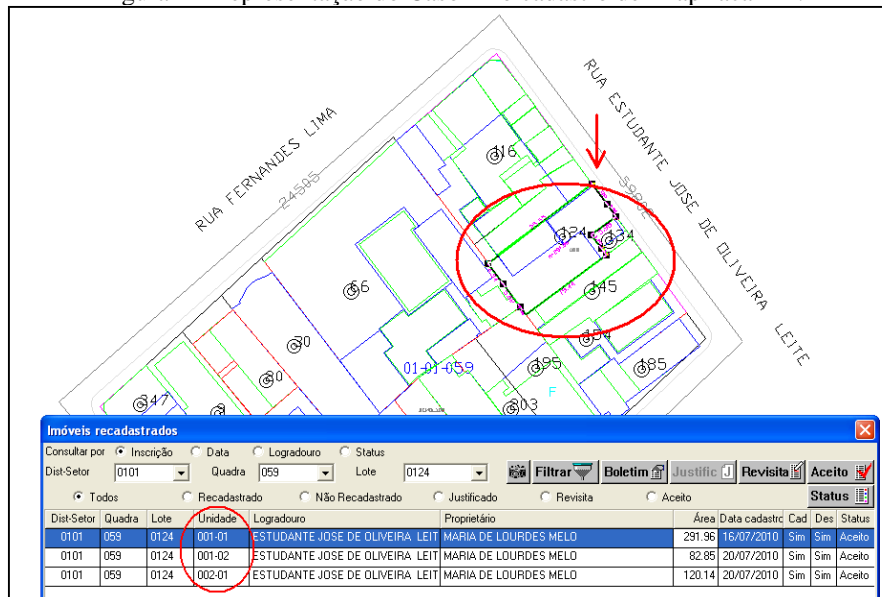 RUA ESTUDANTE JOSE DE OLIVEIRA LEITE
RUA FERNANDES LIMA
24505
116
124
134
66
145
30
154
01-01-059
195
185
80
F
247
203
Imóveis recadastrados
Consultar por Inscrição Data Logradouro Status
Dist-Setor 0101 Quadra 059 Lote 0124 Filtrar Boletim Justific J Revisita Aceito
Todos Recadastrado Não Recadastrado Justificado Revisita Aceito Status
Dist-Setor Quadra Lote Unidade Logradouro Proprietário Área Data cadastro Cad Des Status
0101 059 0124 001-01 ESTUDANTE JOSE DE OLIVEIRA LEIT MARIA DE LOURDES MELO 291.96 16/07/2010 Sim Sim Aceito
0101 059 0124 001-02 ESTUDANTE JOSE DE OLIVEIRA LEIT MARIA DE LOURDES MELO 82.85 20/07/2010 Sim Sim Aceito
0101 059 0124 002-01 ESTUDANTE JOSE DE OLIVEIRA LEIT MARIA DE LOURDES MELO 120.14 20/07/2010 Sim Sim Aceito